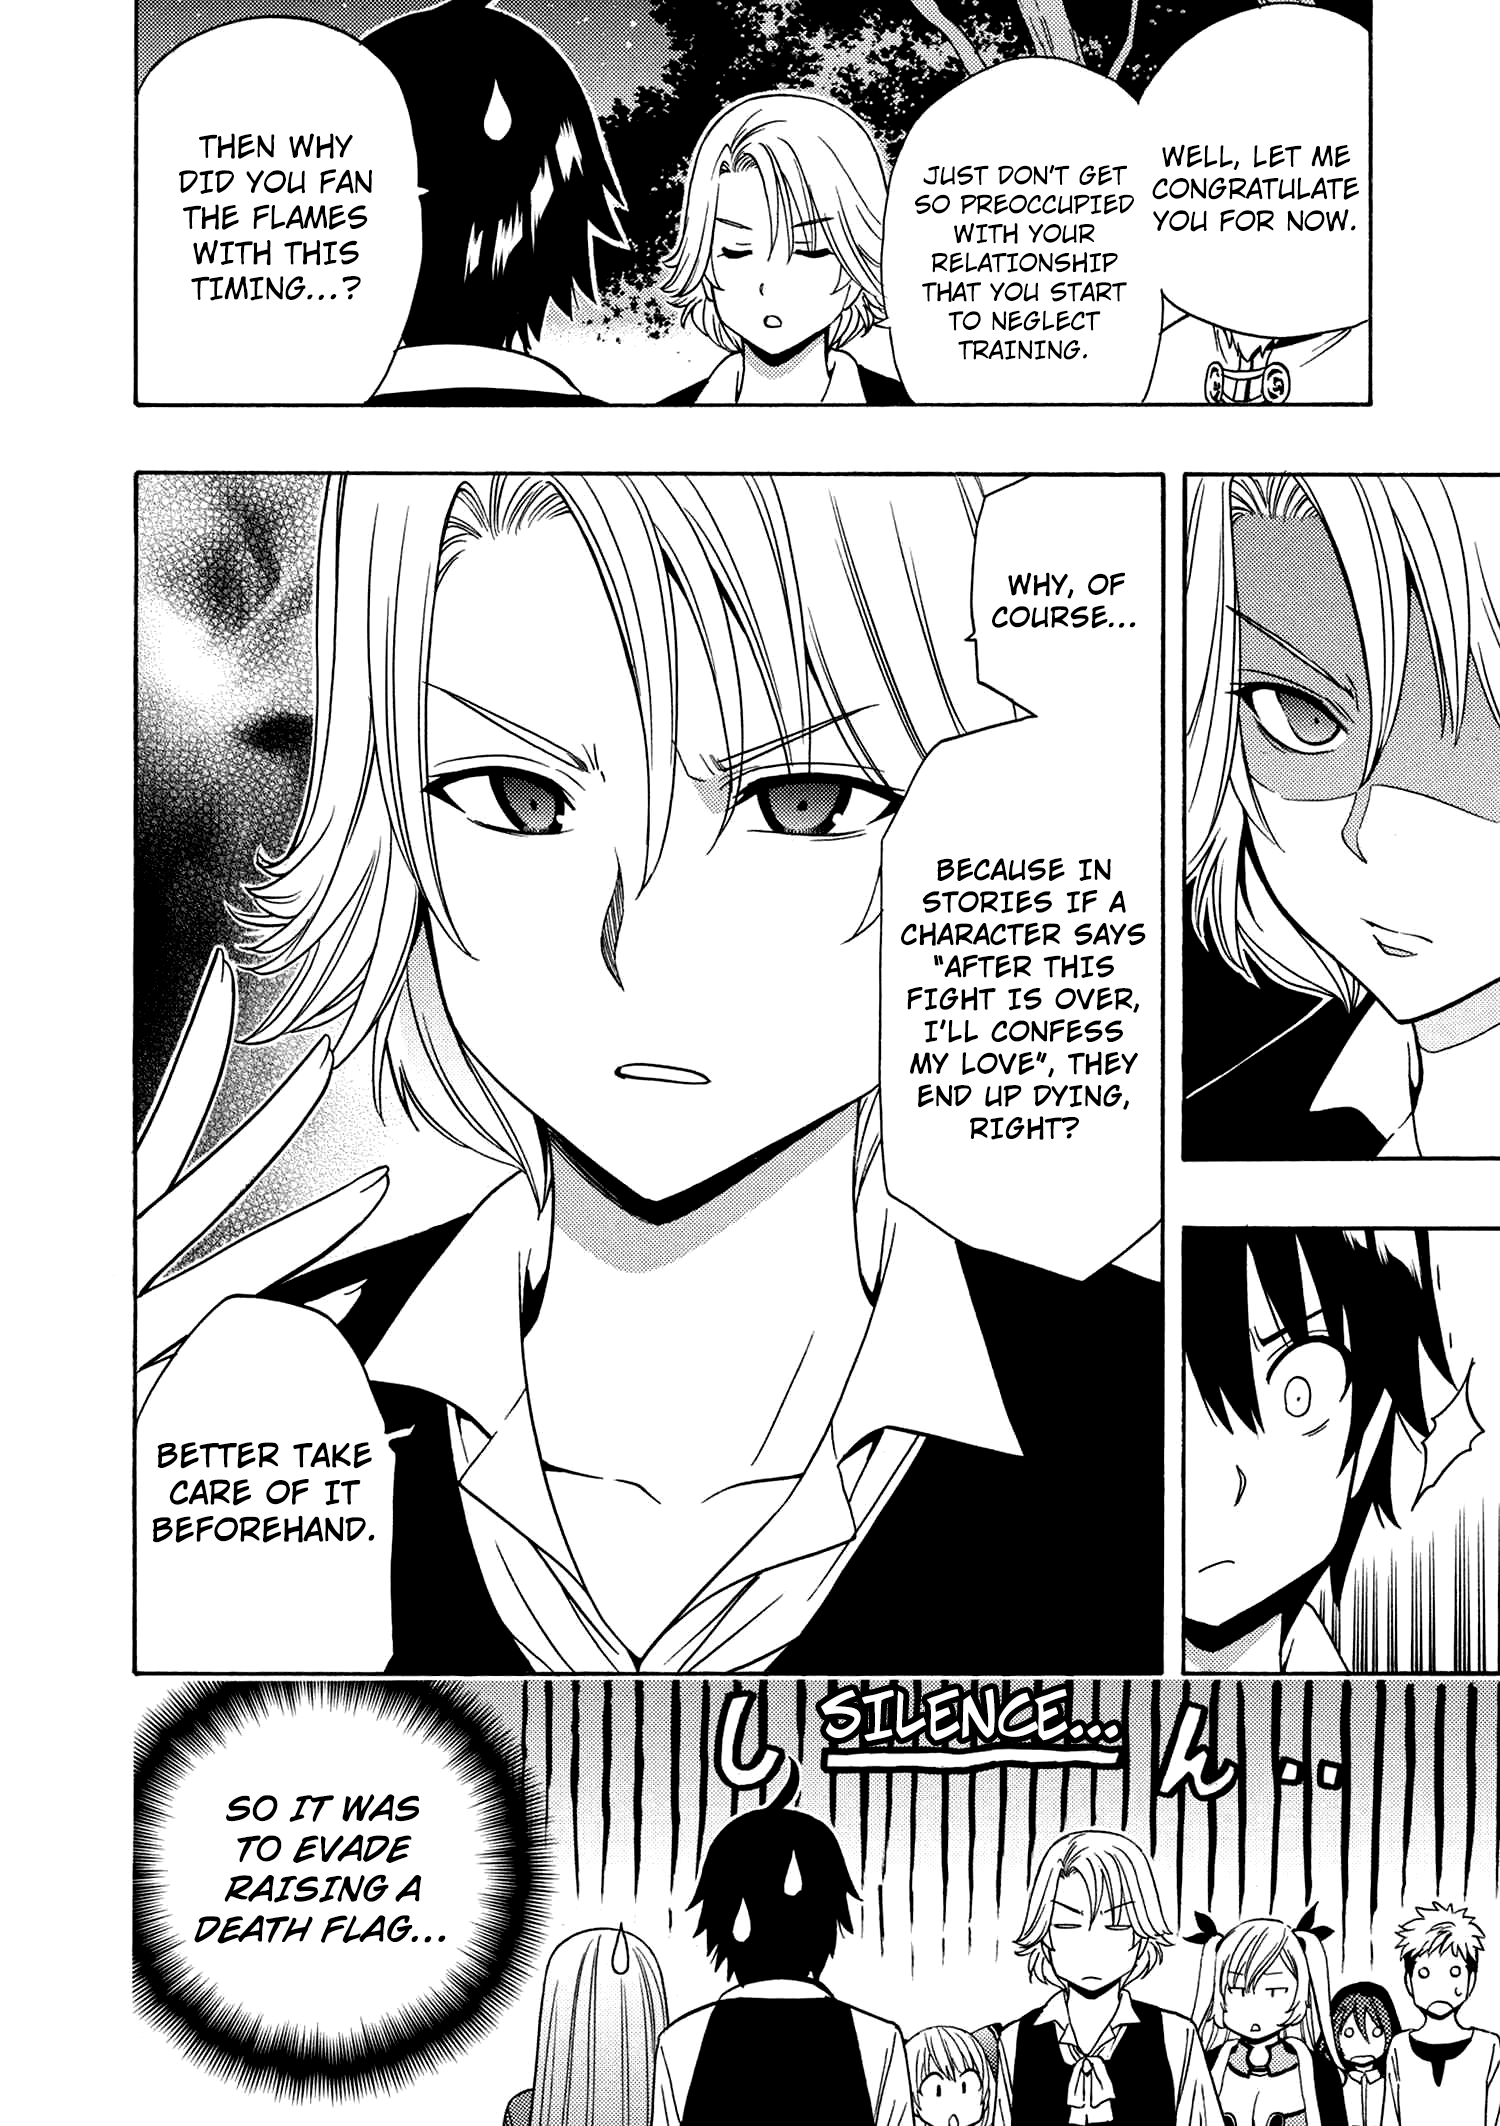 WELL, LET ME
CONGRATULATE
YOU FOR NOW.
JUST DON'T GET
SO PREOCCUPIED
WITH YOUR
RELATIONSHIP
THAT YOU START
TO NEGLECT
TRAINING.
THEN WHY
DID YOU FAN
THE FLAMES
WITH THIS
TIMING...?
WHY, OF
COURSE...
BECAUSE IN
STORIES IF A
CHARACTER SAYS
"AFTER THIS
FIGHT IS OVER,
I'LL CONFESS
MY LOVE", THEY
END UP DYING,
RIGHT?
BETTER TAKE
CARE OF IT
BEFOREHAND.
しん・・
SILENCE...
SO IT WAS
TO EVADE
RAISING A
DEATH FLAG...